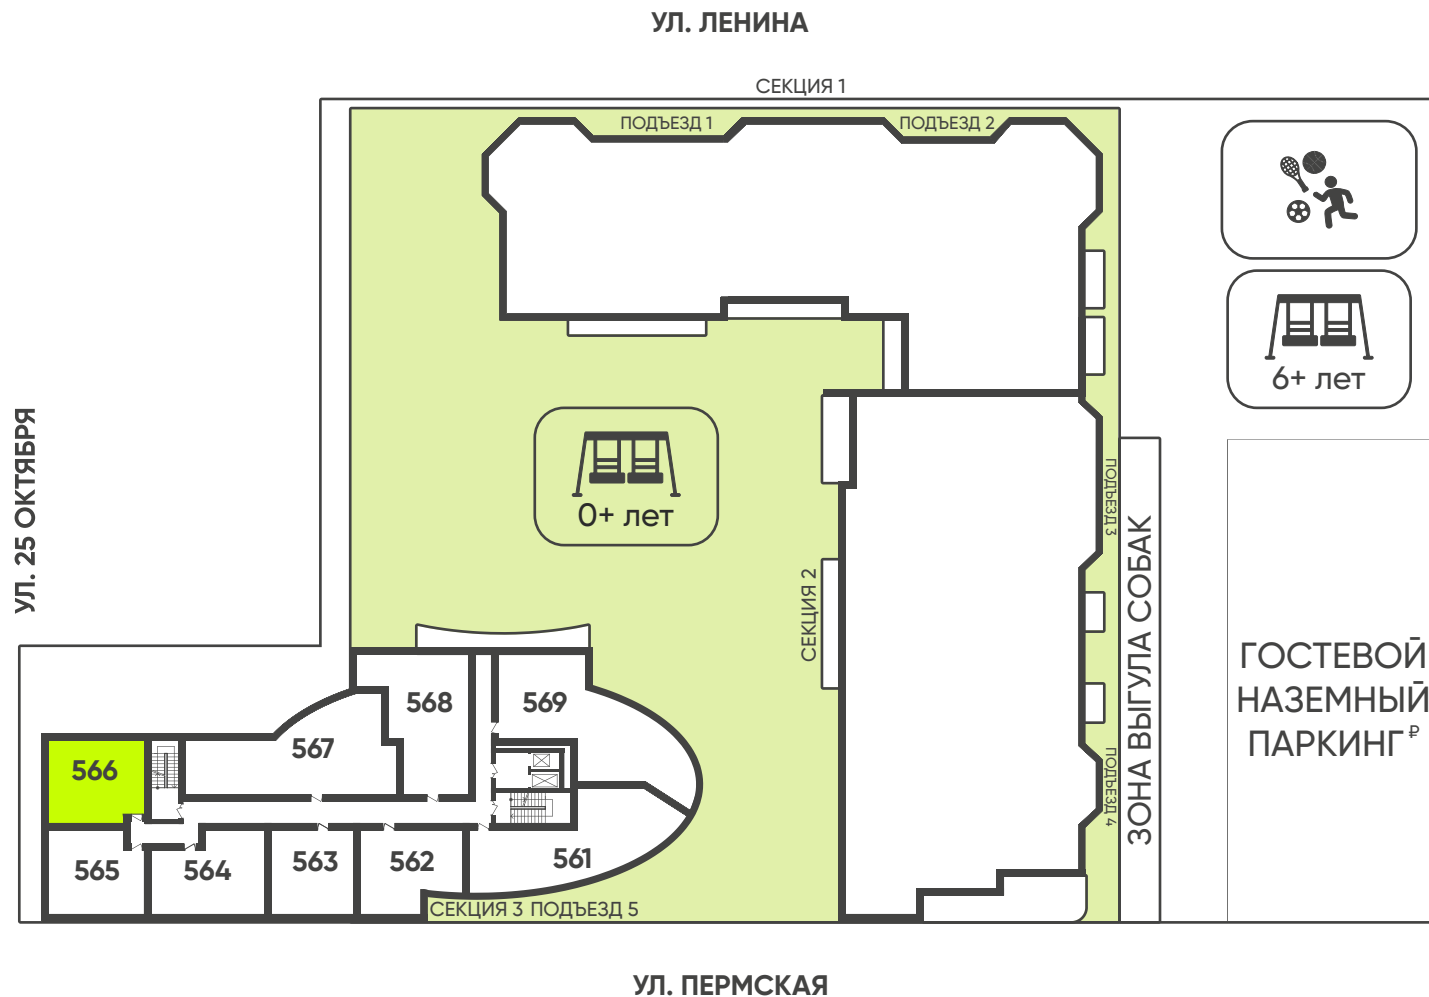 УЛ. ЛЕНИНА
СЕКЦИЯ 1
ПОДЪЕЗД 1
ПОДЪЕЗД 2
6+ лет
УЛ. 25 ОКТЯБРЯ
0+ лет
СЕКЦИЯ 2
ПОДЪЕЗД 3
ЗОНА ВЫГУЛА СОБАК
ПОДЪЕЗД 4
ГОСТЕВОЙ
НАЗЕМНЫЙ
ПАРКИНГ ₽
568
569
567
566
565
564
563
562
561
СЕКЦИЯ 3 ПОДЪЕЗД 5
УЛ. ПЕРМСКАЯ